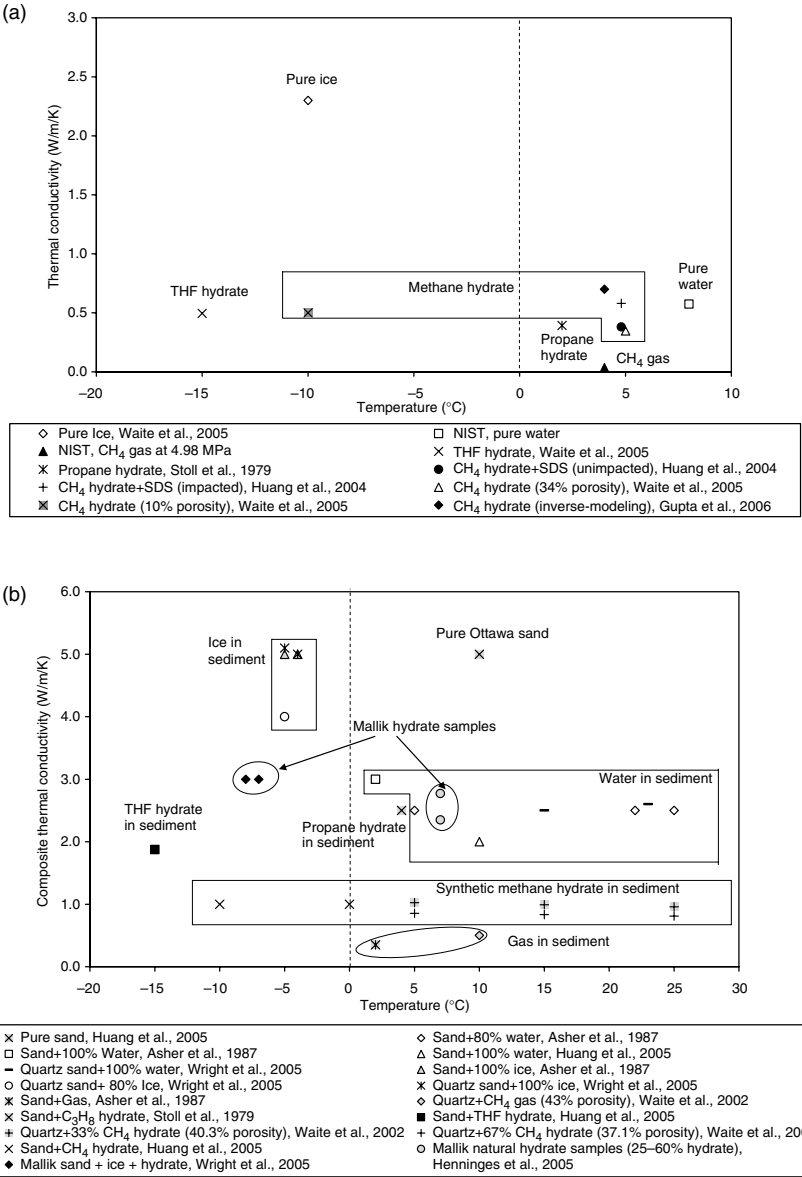 (a)
3.0
2.5
2.0
1.5
1.0
0.5
0.0
Thermal conductivity (W/m/K)
Pure ice
THF hydrate
Methane hydrate
Pure
water
Propane
hydrate
CH4 gas
−20
−15
−10
−5
0
5
10
Temperature (°C)
Pure Ice, Waite et al., 2005
NIST, pure water
NIST, CH4 gas at 4.98 MPa
THF hydrate, Waite et al., 2005
Propane hydrate, Stoll et al., 1979
CH4 hydrate+SDS (unimpacted), Huang et al., 2004
CH4 hydrate+SDS (impacted), Huang et al., 2004
CH4 hydrate (34% porosity), Waite et al., 2005
CH4 hydrate (10% porosity), Waite et al., 2005
CH4 hydrate (inverse-modeling), Gupta et al., 2006
(b)
6.0
5.0
4.0
3.0
2.0
1.0
0.0
Composite thermal conductivity (W/m/K)
Ice in
sediment
Pure Ottawa sand
Mallik hydrate samples
Water in sediment
THF hydrate
in sediment
Propane hydrate
in sediment
Synthetic methane hydrate in sediment
Gas in sediment
−20
−15
−10
−5
0
5
10
15
20
25
30
Temperature (°C)
Pure sand, Huang et al., 2005
Sand+80% water, Asher et al., 1987
Sand+100% Water, Asher et al., 1987
Sand+100% water, Huang et al., 2005
Quartz sand+100% water, Wright et al., 2005
Sand+100% ice, Asher et al., 1987
Quartz sand+ 80% Ice, Wright et al., 2005
Quartz sand+100% ice, Wright et al., 2005
Sand+Gas, Asher et al., 1987
Quartz+CH4 gas (43% porosity), Waite et al., 2002
Sand+C3H8 hydrate, Stoll et al., 1979
Sand+THF hydrate, Huang et al., 2005
Quartz+33% CH4 hydrate (40.3% porosity), Waite et al., 2002
Quartz+67% CH4 hydrate (37.1% porosity), Waite et al., 200
Sand+CH4 hydrate, Huang et al., 2005
Mallik natural hydrate samples (25–60% hydrate),
Henninges et al., 2005
Mallik sand + ice + hydrate, Wright et al., 2005